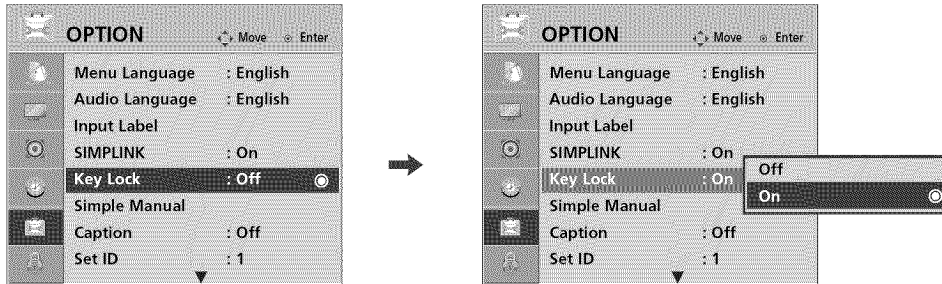 OPTION Move Enter
Menu Language : English
Audio Language : English
Input Label
SIMPLINK : On
Key Lock : Off
Simple Manual
Caption : Off
Set ID : 1
OPTION Move Enter
Menu Language : English
Audio Language : English
Input Label
SIMPLINK : On
Key Lock : On
Simple Manual
Caption : Off
Set ID : 1
Off
On